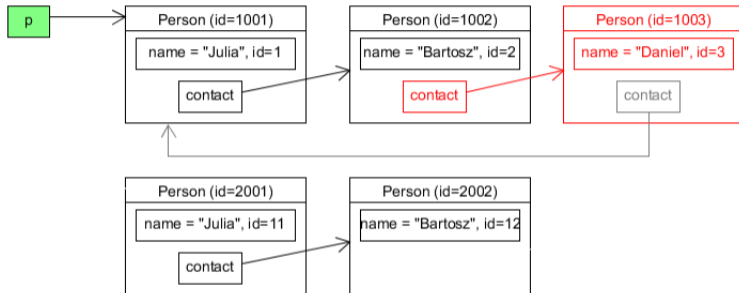 p
Person (id=1001)
name = "Julia", id=1
contact
Person (id=1002)
name = "Bartosz", id=2
contact
Person (id=1003)
name = "Daniel", id=3
contact
Person (id=2001)
name = "Julia", id=11
contact
Person (id=2002)
name = "Bartosz", id=12